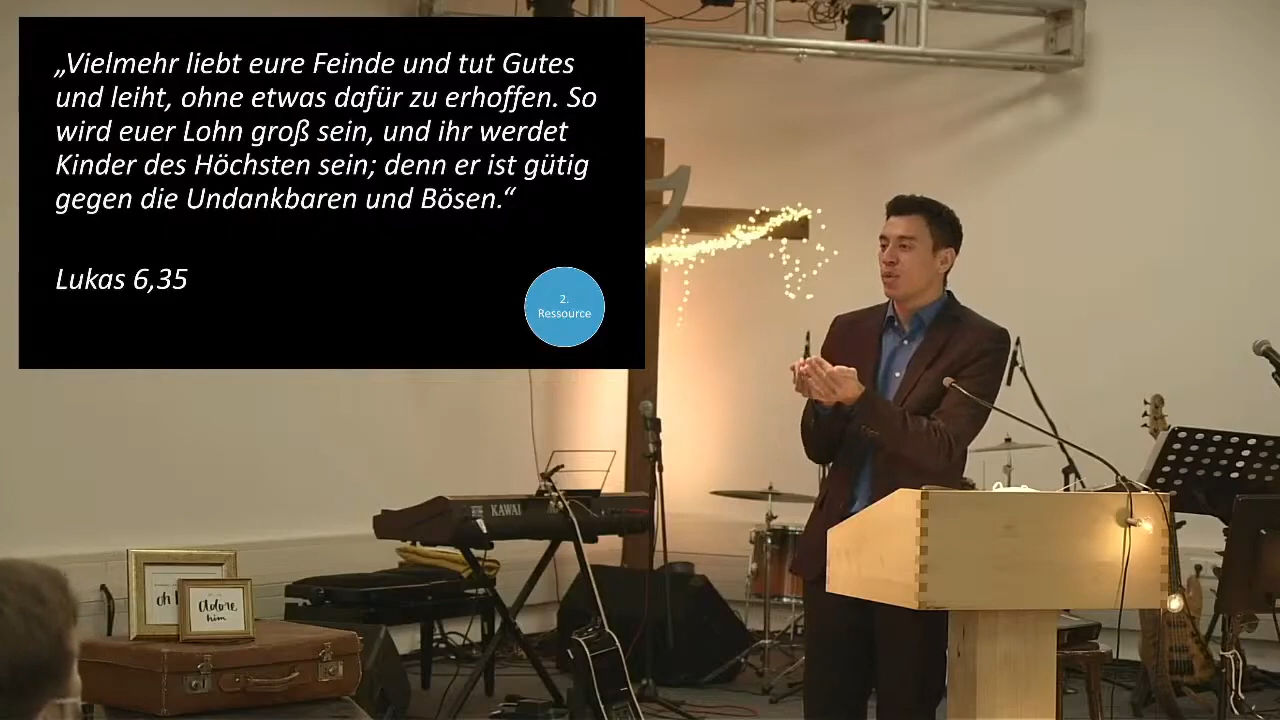 „Vielmehr liebt eure Feinde und tut Gutes
und leiht, ohne etwas dafür zu erhoffen. So
wird euer Lohn groß sein, und ihr werdet
Kinder des Höchsten sein; denn er ist gütig
gegen die Undankbaren und Bösen.“
Lukas 6,35
2.
Ressource
KAWAI
oh
adore
him